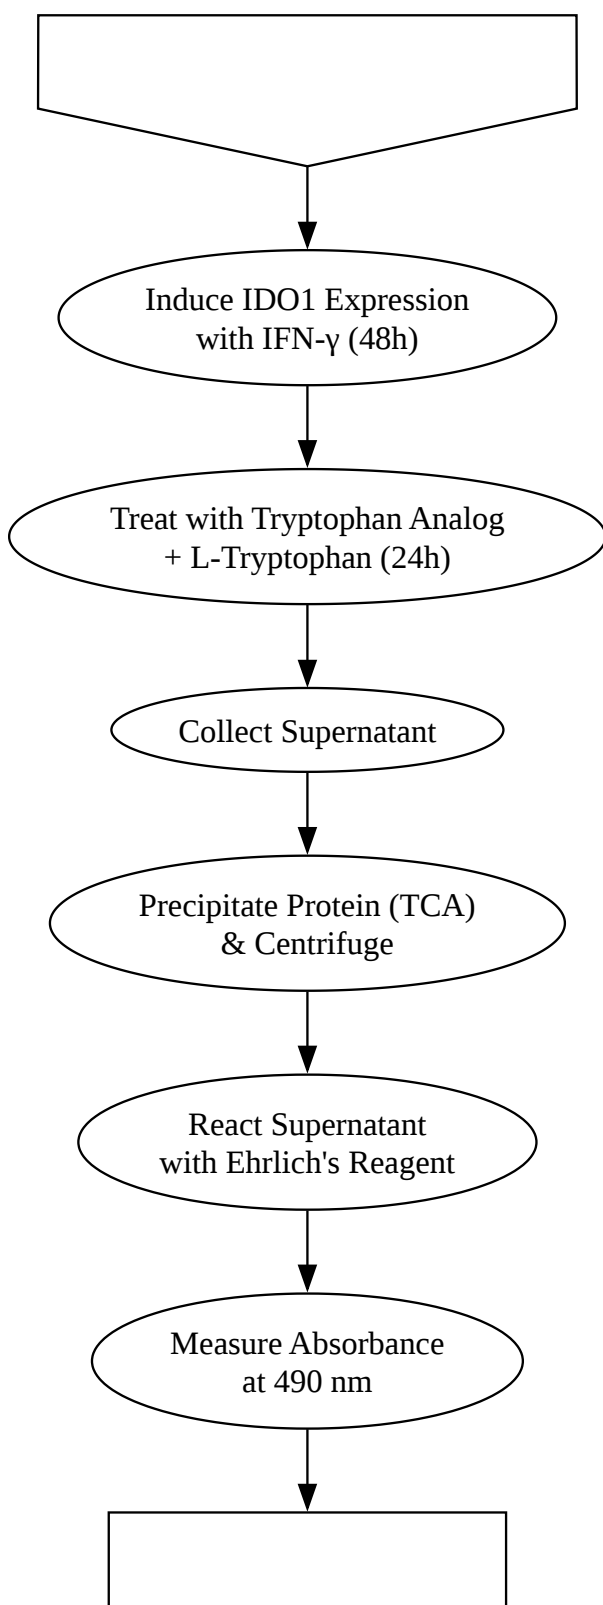 Induce IDO1 Expression
with IFN-γ (48h)
Treat with Tryptophan Analog
+ L-Tryptophan (24h)
Collect Supernatant
Precipitate Protein (TCA)
& Centrifuge
React Supernatant
with Ehrlich's Reagent
Measure Absorbance
at 490 nm